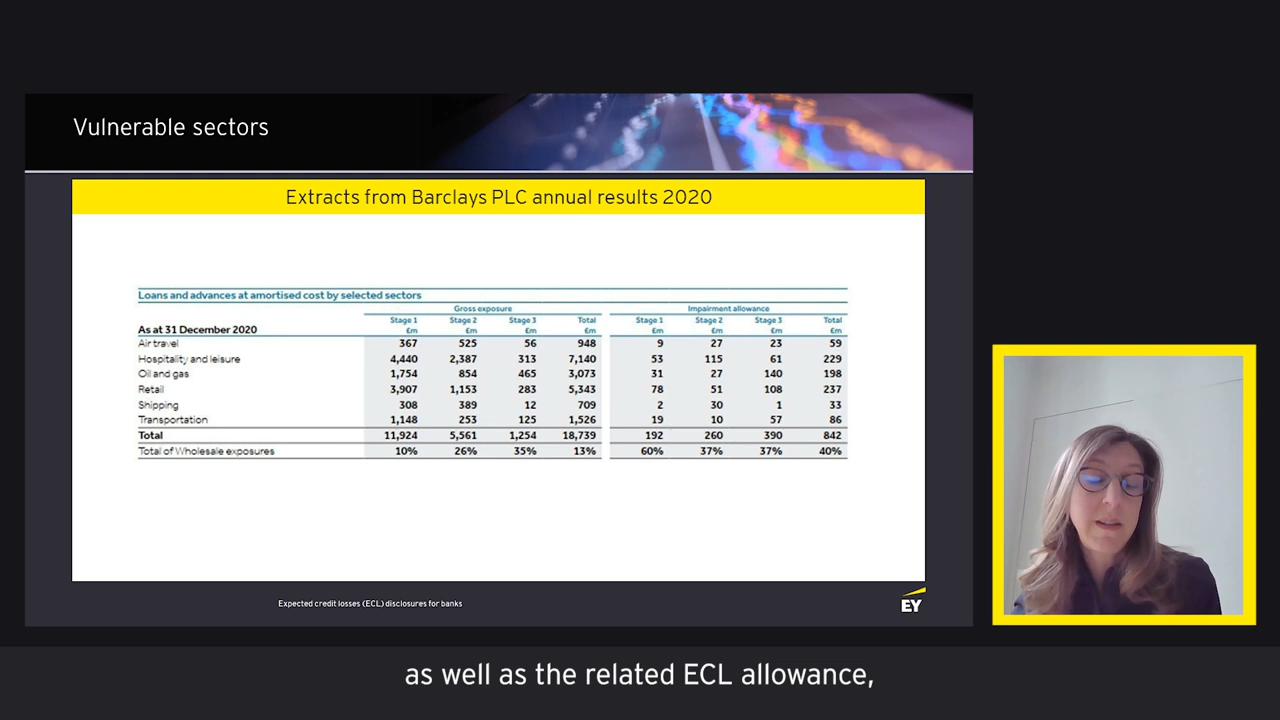 Vulnerable sectors
Extracts from Barclays PLC annual results 2020
Loans and advances at amortised cost by selected sectors
Gross exposure Impairment allowance
Stage 1 Stage 2 Stage 3 Total Stage 1 Stage 2 Stage 3 Total
As at 31 December 2020 £m £m £m £m £m £m £m £m
Air travel 367 525 56 948 9 27 23 59
Hospitality and leisure 4,440 2,387 313 7,140 53 115 61 229
Oil and gas 1,754 854 465 3,073 31 27 140 198
Retail 3,907 1,153 283 5,343 78 51 108 237
Shipping 308 389 12 709 2 30 1 33
Transportation 1,148 253 125 1,526 19 10 57 86
Total 11,924 5,561 1,254 18,739 192 260 390 842
Total of Wholesale exposures 10% 26% 35% 13% 60% 37% 37% 40%
Expected credit losses (ECL) disclosures for banks
EY
as well as the related ECL allowance,